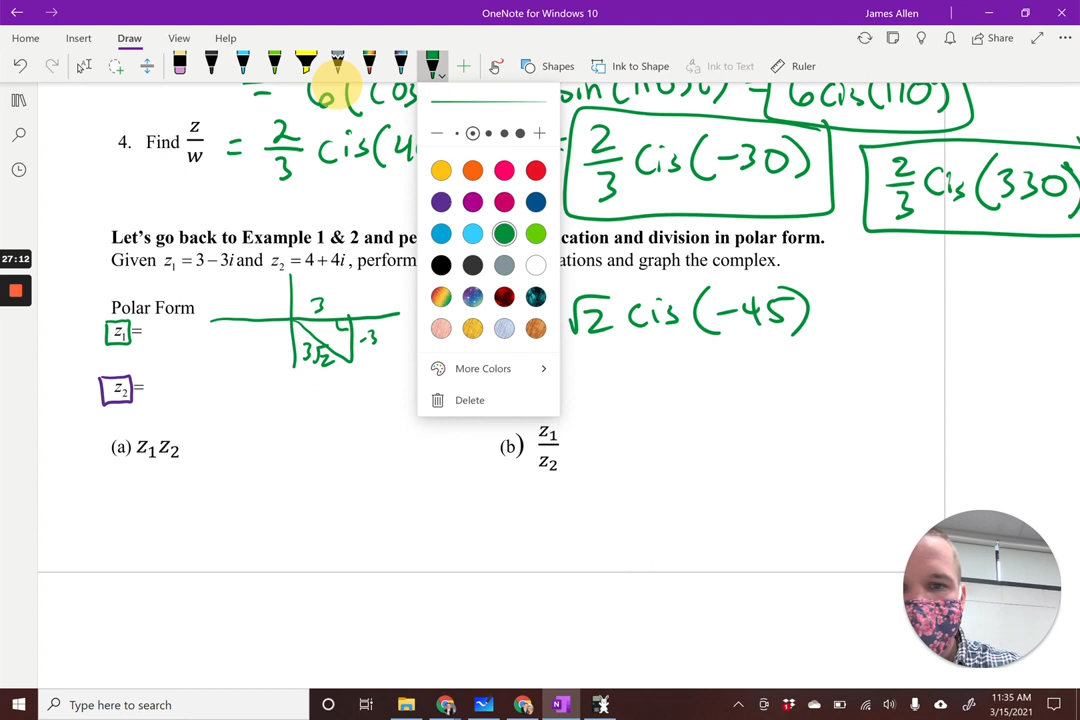 OneNote for Windows 10
James Allen
Home Insert Draw View Help
Share
Shapes Ink to Shape Ink to Text Ruler
= 6(cos sin(110)) = 6cis(110)
4. Find z/w = 2/3 cis(4 = 2/3 cis(-30) 2/3 cis(330)
Let's go back to Example 1 & 2 and pe cation and division in polar form.
Given z₁ = 3 − 3i and z₂ = 4 + 4i, perform ations and graph the complex.
Polar Form
3
z₁=
-3
3√2
√2 cis(-45)
z₂ =
More Colors
Delete
(a) z₁z₂ (b) z₁/z₂
27:12
Type here to search
11:35 AM
3/15/2021